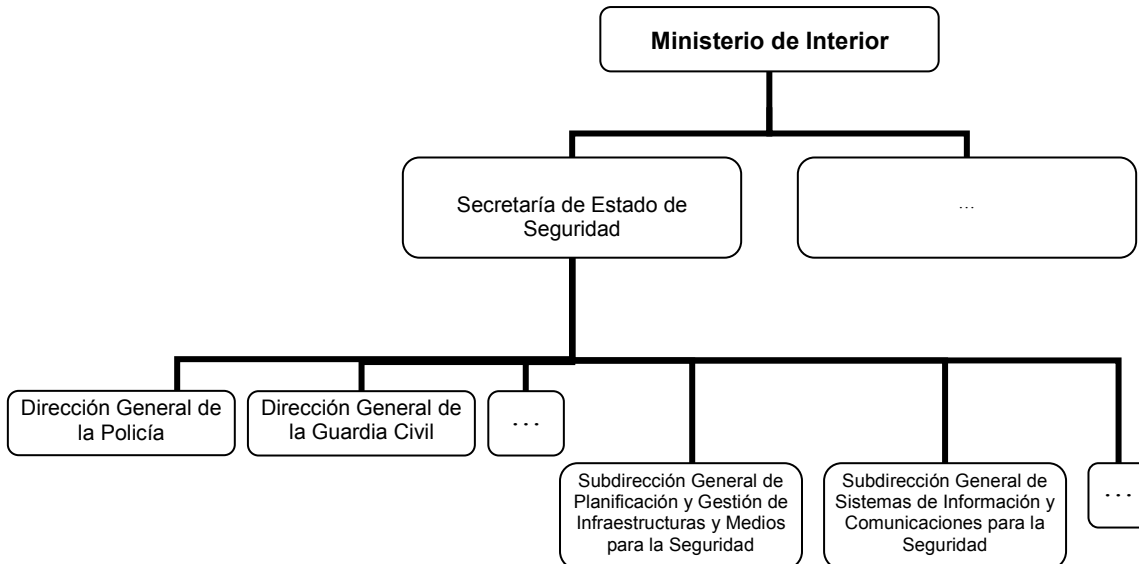 Ministerio de Interior
Secretaría de Estado de
Seguridad
...
Dirección General de
la Policía
Dirección General de
la Guardia Civil
...
Subdirección General de
Planificación y Gestión de
Infraestructuras y Medios
para la Seguridad
Subdirección General de
Sistemas de Información y
Comunicaciones para la
Seguridad
...